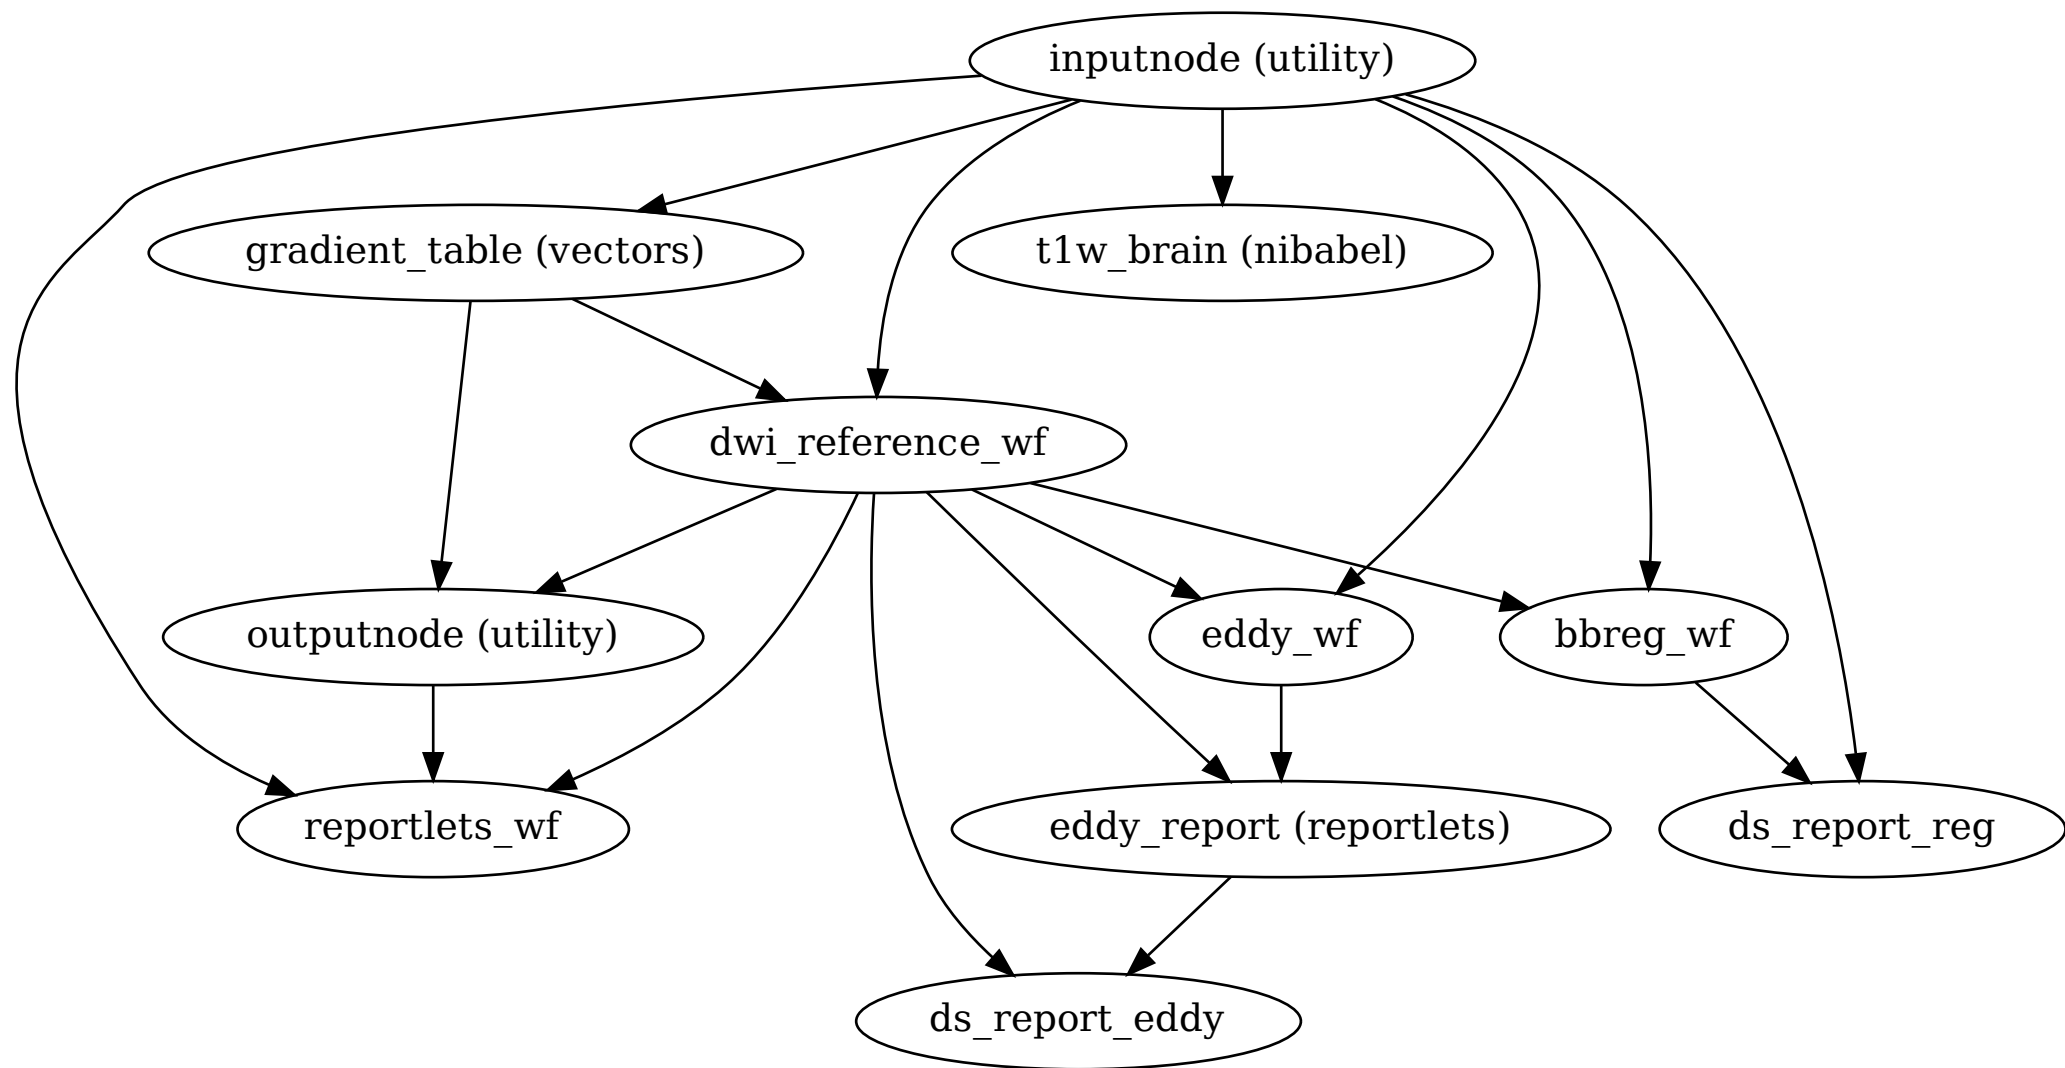 inputnode (utility)
gradient_table (vectors)
t1w_brain (nibabel)
dwi_reference_wf
outputnode (utility)
eddy_wf
bbreg_wf
reportlets_wf
eddy_report (reportlets)
ds_report_reg
ds_report_eddy